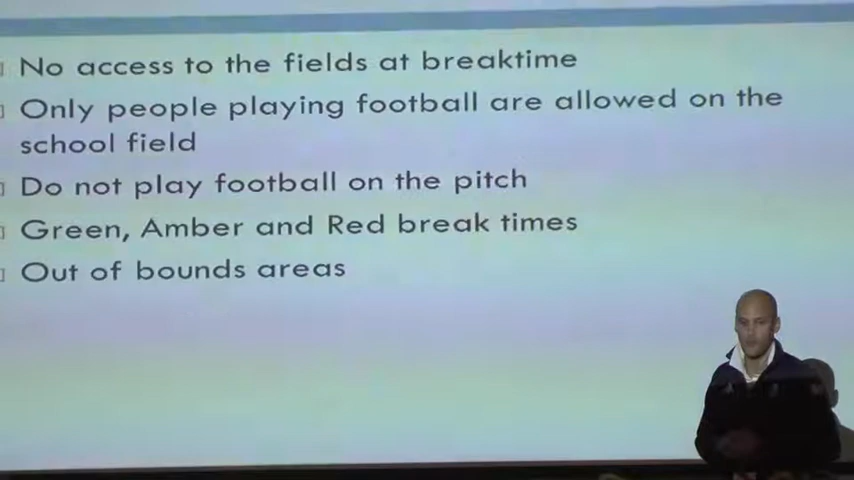 No access to the fields at breaktime
Only people playing football are allowed on the
school field
Do not play football on the pitch
Green, Amber and Red break times
Out of bounds areas